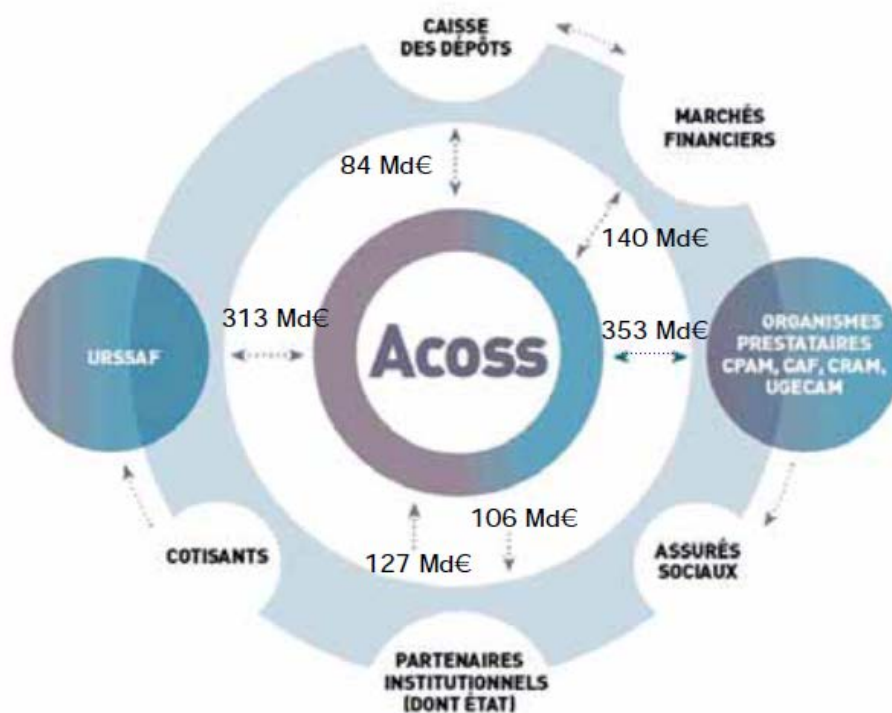 CAISSE
DES DÉPÔTS
MARCHÉS
FINANCIERS
84 Md€
140 Md€
313 Md€
353 Md€
URSSAF
Acoss
ORGANISMES
PRESTATAIRES
CPAM, CAF, CRAM,
UGECAM
106 Md€
127 Md€
COTISANTS
ASSURÉS
SOCIAUX
PARTENAIRES
INSTITUTIONNELS
(DONT ÉTAT)